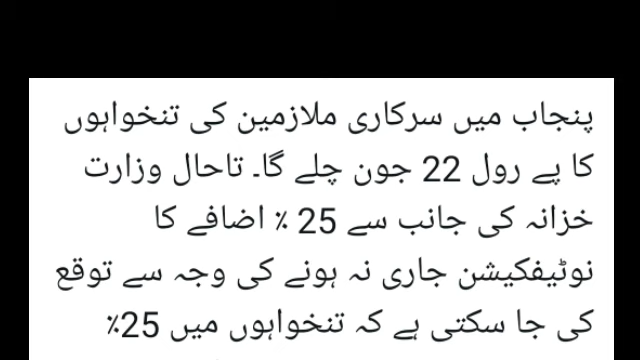 پنجاب میں سرکاری ملازمین کی تنخواہوں
کا پے رول 22 جون چلے گا۔ تاحال وزارت
خزانہ کی جانب سے 25 ٪ اضافے کا
نوٹیفکیشن جاری نہ ہونے کی وجہ سے توقع
کی جا سکتی ہے کہ تنخواہوں میں 25٪